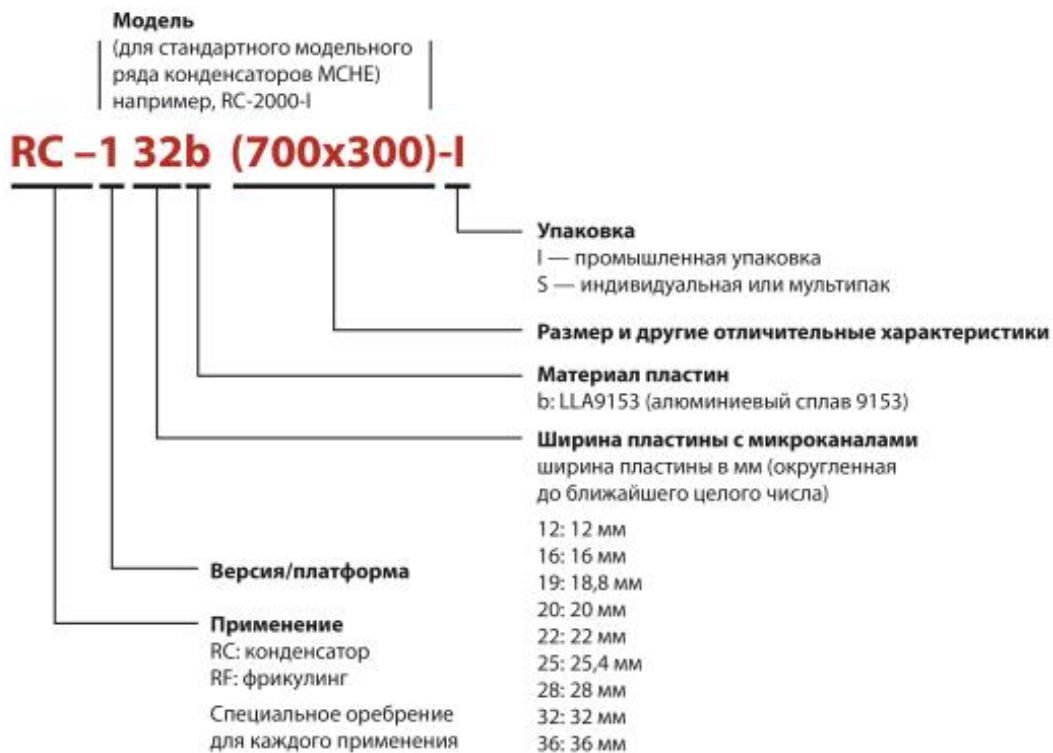 Модель
(для стандартного модельного
ряда конденсаторов MCHE)
например, RC-2000-I
RC –1 32b (700x300)-I
Упаковка
I — промышленная упаковка
S — индивидуальная или мультипак
Размер и другие отличительные характеристики
Материал пластин
b: LLA9153 (алюминиевый сплав 9153)
Ширина пластины с микроканалами
ширина пластины в мм (округленная
до ближайшего целого числа)
12: 12 мм
16: 16 мм
19: 18,8 мм
20: 20 мм
22: 22 мм
25: 25,4 мм
28: 28 мм
32: 32 мм
36: 36 мм
Версия/платформа
Применение
RC: конденсатор
RF: фрикулинг
Специальное оребрение
для каждого применения